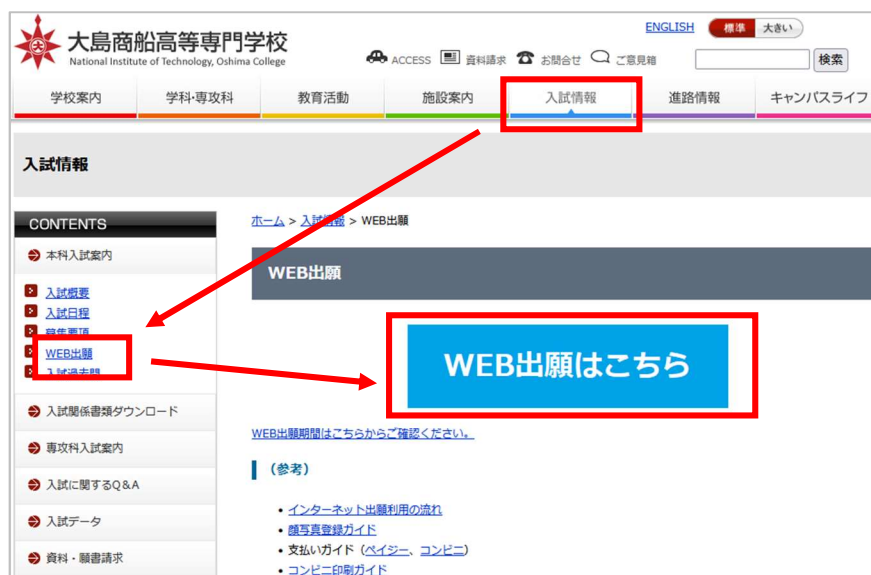 ENGLISH 標準 大きい
大島商船高等専門学校
National Institute of Technology, Oshima College
ACCESS 資料請求 お問合せ ご意見箱 検索
学校案内 学科・専攻科 教育活動 施設案内 入試情報 進路情報 キャンパスライフ
入試情報
CONTENTS
本科入試案内
入試概要
入試日程
募集要項
WEB出願
入試過去問
入試関係書類ダウンロード
専攻科入試案内
入試に関するQ&A
入試データ
資料・願書請求
ホーム > 入試情報 > WEB出願
WEB出願
WEB出願はこちら
WEB出願期間はこちらからご確認ください。
（参考）
• インターネット出願利用の流れ
• 顔写真登録ガイド
• 支払いガイド（ペイジー、コンビニ）
• コンビニ印刷ガイド